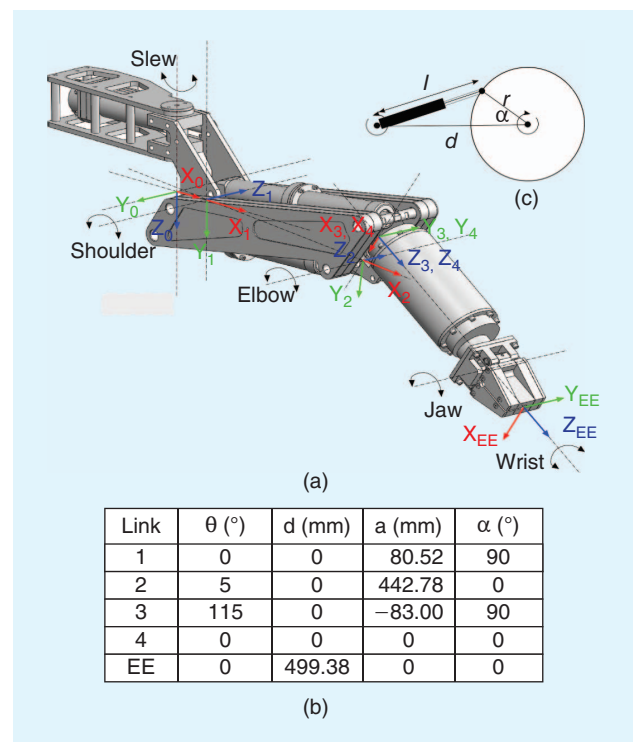 Slew
l
r
α
d
(c)
X0
Z1
Y0
Z0
X1
Y1
Shoulder
X3, X4
Y3, Y4
Z2
Z3, Z4
X2
Y2
Elbow
Jaw
YEE
XEE
ZEE
Wrist
(a)
Link θ (°) d (mm) a (mm) α (°)
1 0 0 80.52 90
2 5 0 442.78 0
3 115 0 −83.00 90
4 0 0 0 0
EE 0 499.38 0 0
(b)